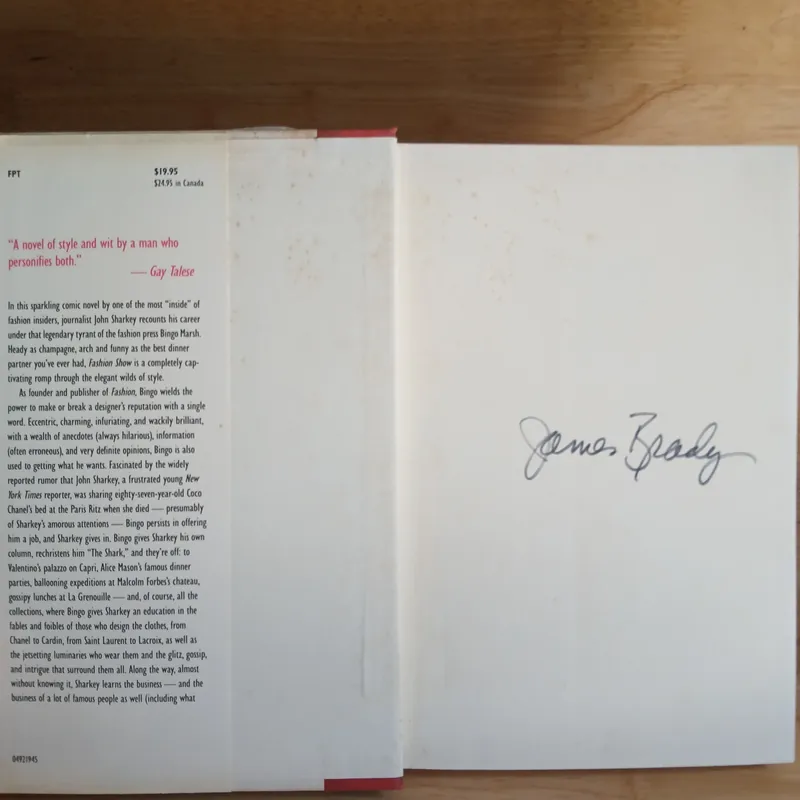 FPT
$19.95
$24.95 in Canada
"A novel of style and wit by a man who
personifies both."
— Gay Talese
In this sparkling comic novel by one of the most "inside" of
fashion insiders, journalist John Sharkey recounts his career
under that legendary tyrant of the fashion press Bingo Marsh.
Heady as champagne, arch and funny as the best dinner
partner you've ever had, Fashion Show is a completely cap-
tivating romp through the elegant wilds of style.
As founder and publisher of Fashion, Bingo wields the
power to make or break a designer's reputation with a single
word. Eccentric, charming, infuriating, and wackily brilliant,
with a wealth of anecdotes (always hilarious), information
(often erroneous), and very definite opinions, Bingo is also
used to getting what he wants. Fascinated by the widely
reported rumor that John Sharkey, a frustrated young New
York Times reporter, was sharing eighty-seven-year-old Coco
Chanel's bed at the Paris Ritz when she died — presumably
of Sharkey's amorous attentions — Bingo persists in offering
him a job, and Sharkey gives in. Bingo gives Sharkey his own
column, rechristens him "The Shark," and they're off: to
Valentino's palazzo on Capri, Alice Mason's famous dinner
parties, ballooning expeditions at Malcolm Forbes's chateau,
gossipy lunches at La Grenouille — and, of course, all the
collections, where Bingo gives Sharkey an education in the
fables and foibles of those who design the clothes, from
Chanel to Cardin, from Saint Laurent to Lacroix, as well as
the jetsetting luminaries who wear them and the glitz, gossip,
and intrigue that surround them all. Along the way, almost
without knowing it, Sharkey learns the business — and the
business of a lot of famous people as well (including what
04921945
James Brady